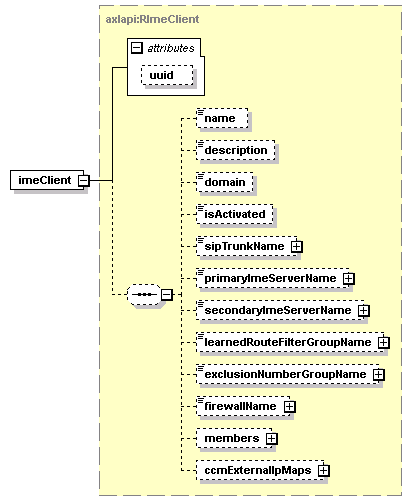 axlapi:RImeClient
attributes
uuid
imeClient
name
description
domain
isActivated
sipTrunkName
primaryImeServerName
secondaryImeServerName
learnedRouteFilterGroupName
exclusionNumberGroupName
firewallName
members
ccmExternalIpMaps